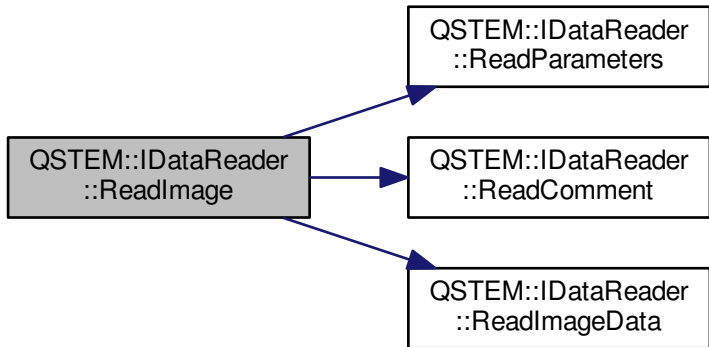 QSTEM::IDataReader
::ReadParameters
QSTEM::IDataReader
::ReadImage
QSTEM::IDataReader
::ReadComment
QSTEM::IDataReader
::ReadImageData